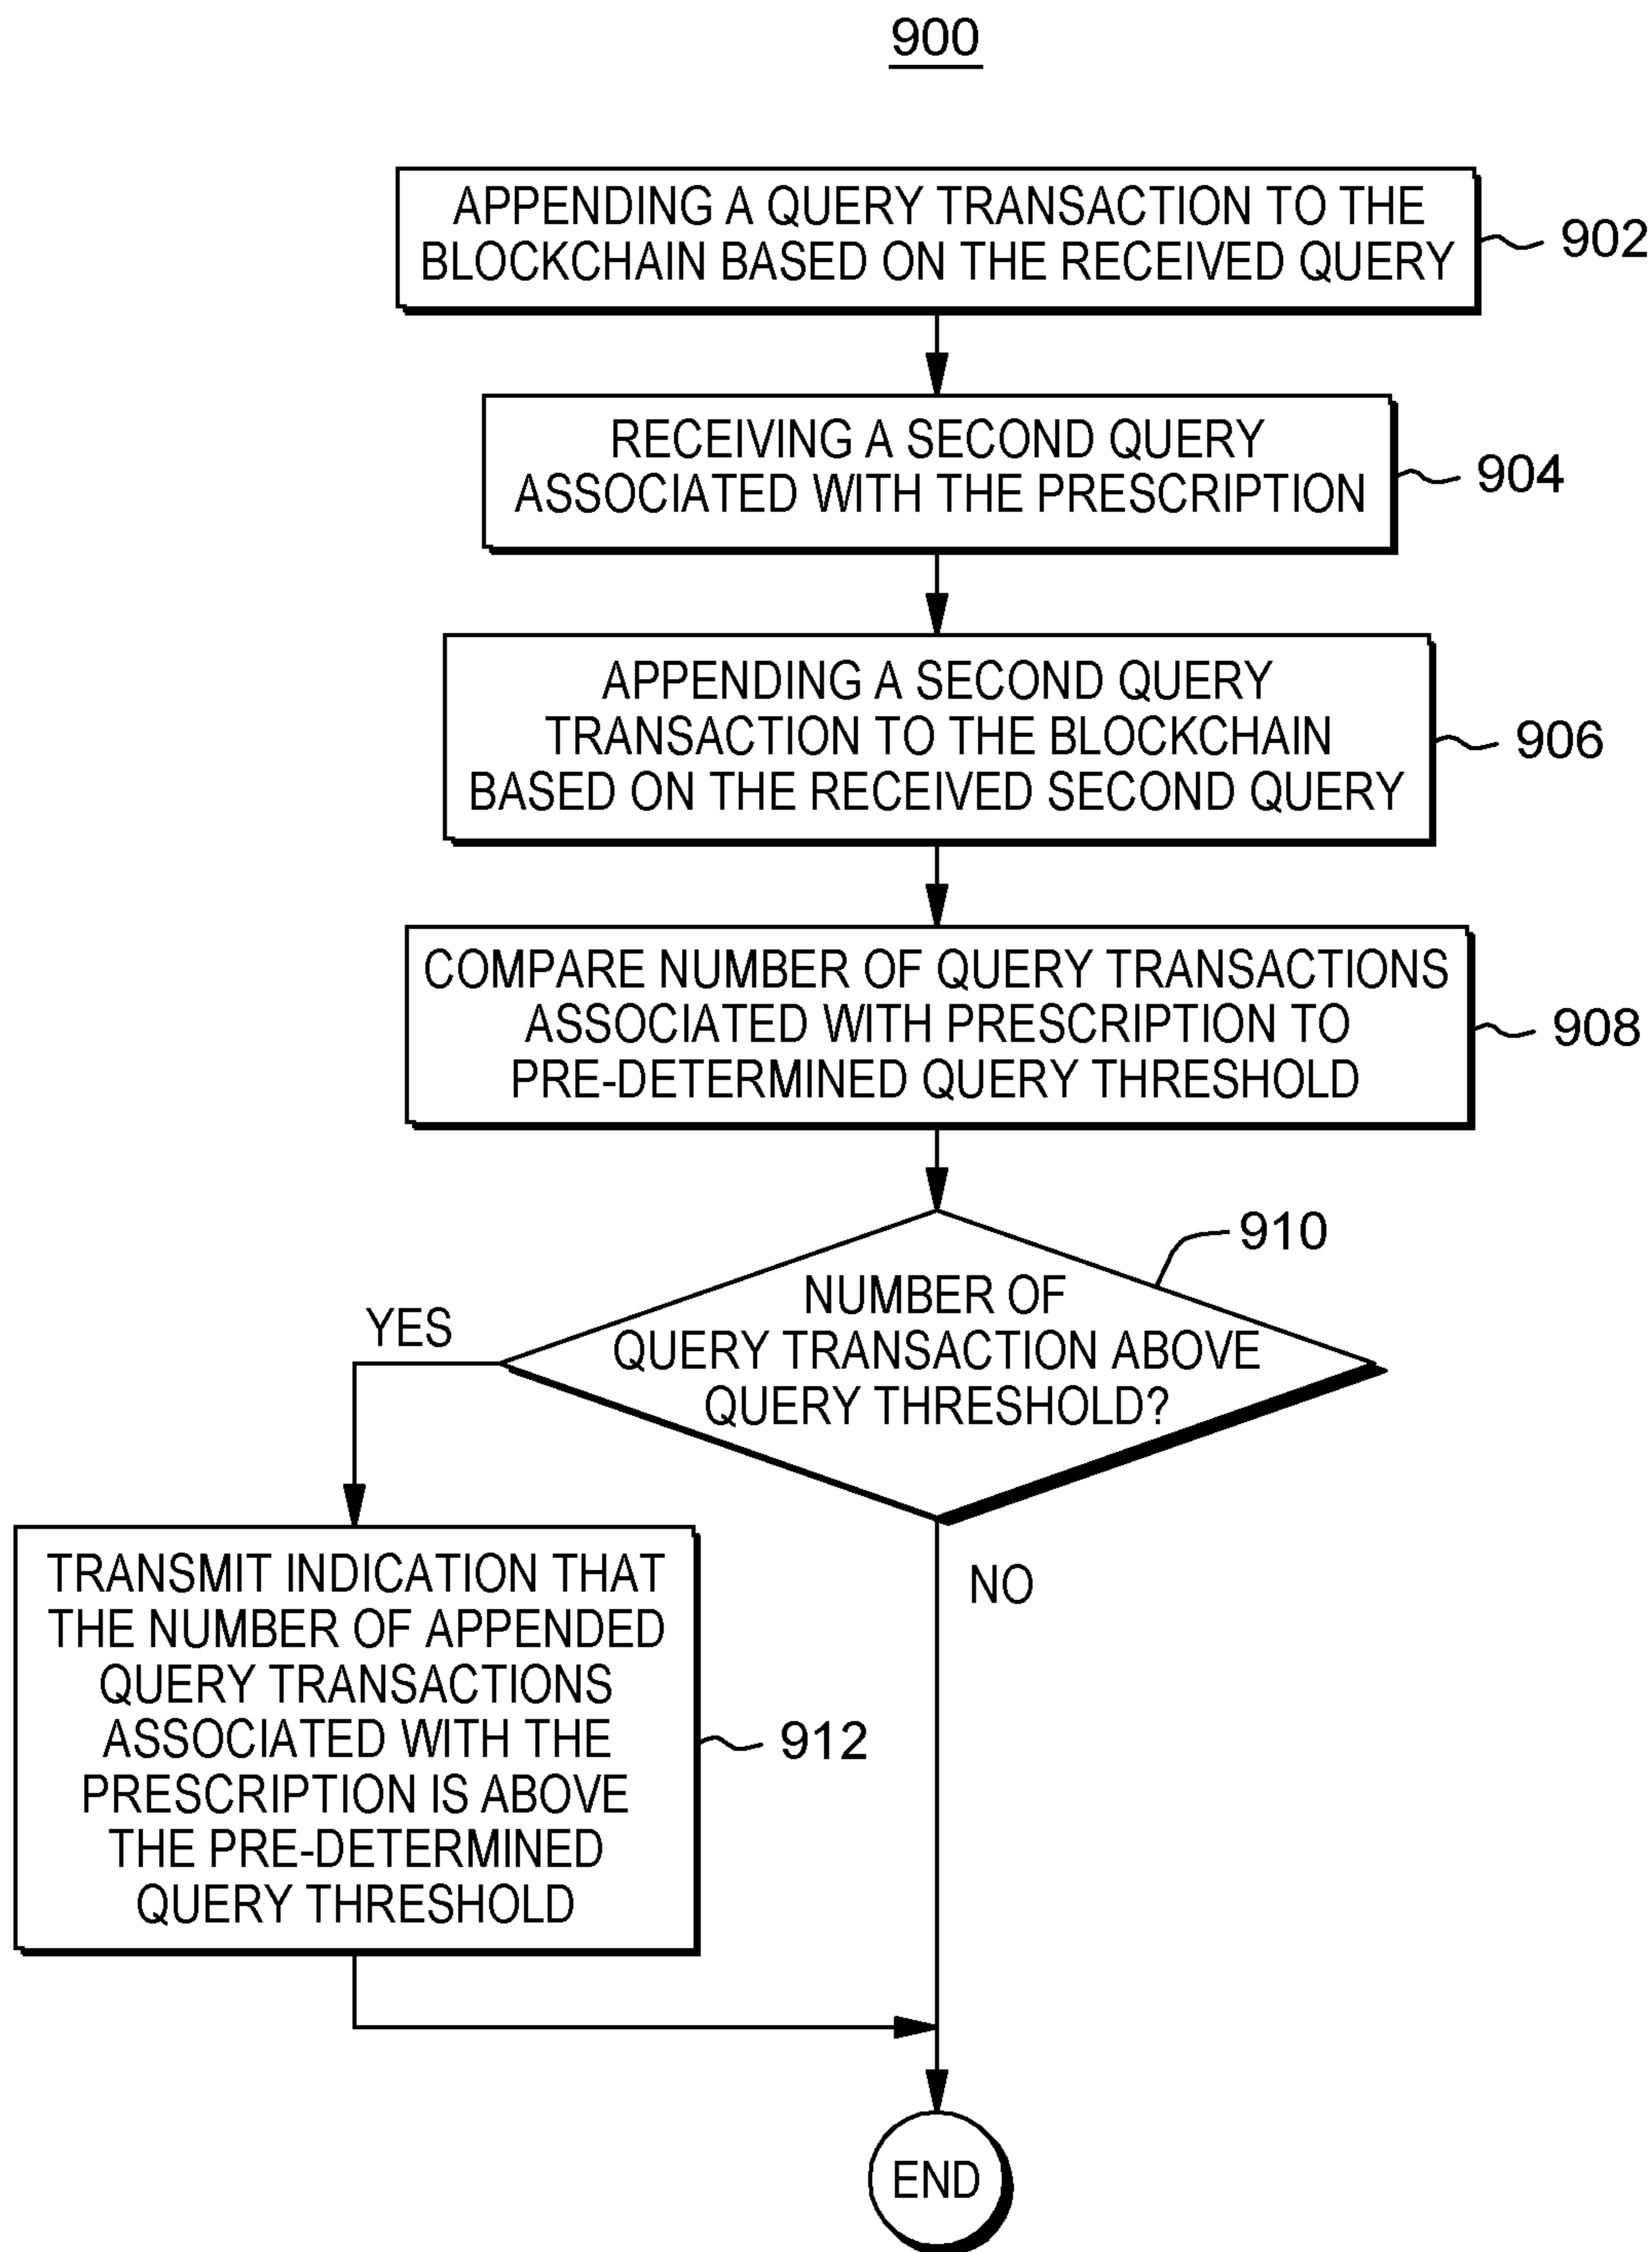 900
APPENDING A QUERY TRANSACTION TO THE
BLOCKCHAIN BASED ON THE RECEIVED QUERY
902
RECEIVING A SECOND QUERY
ASSOCIATED WITH THE PRESCRIPTION
904
APPENDING A SECOND QUERY
TRANSACTION TO THE BLOCKCHAIN
BASED ON THE RECEIVED SECOND QUERY
906
COMPARE NUMBER OF QUERY TRANSACTIONS
ASSOCIATED WITH PRESCRIPTION TO
PRE-DETERMINED QUERY THRESHOLD
908
910
NUMBER OF
QUERY TRANSACTION ABOVE
QUERY THRESHOLD?
YES
NO
TRANSMIT INDICATION THAT
THE NUMBER OF APPENDED
QUERY TRANSACTIONS
ASSOCIATED WITH THE
PRESCRIPTION IS ABOVE
THE PRE-DETERMINED
QUERY THRESHOLD
912
END